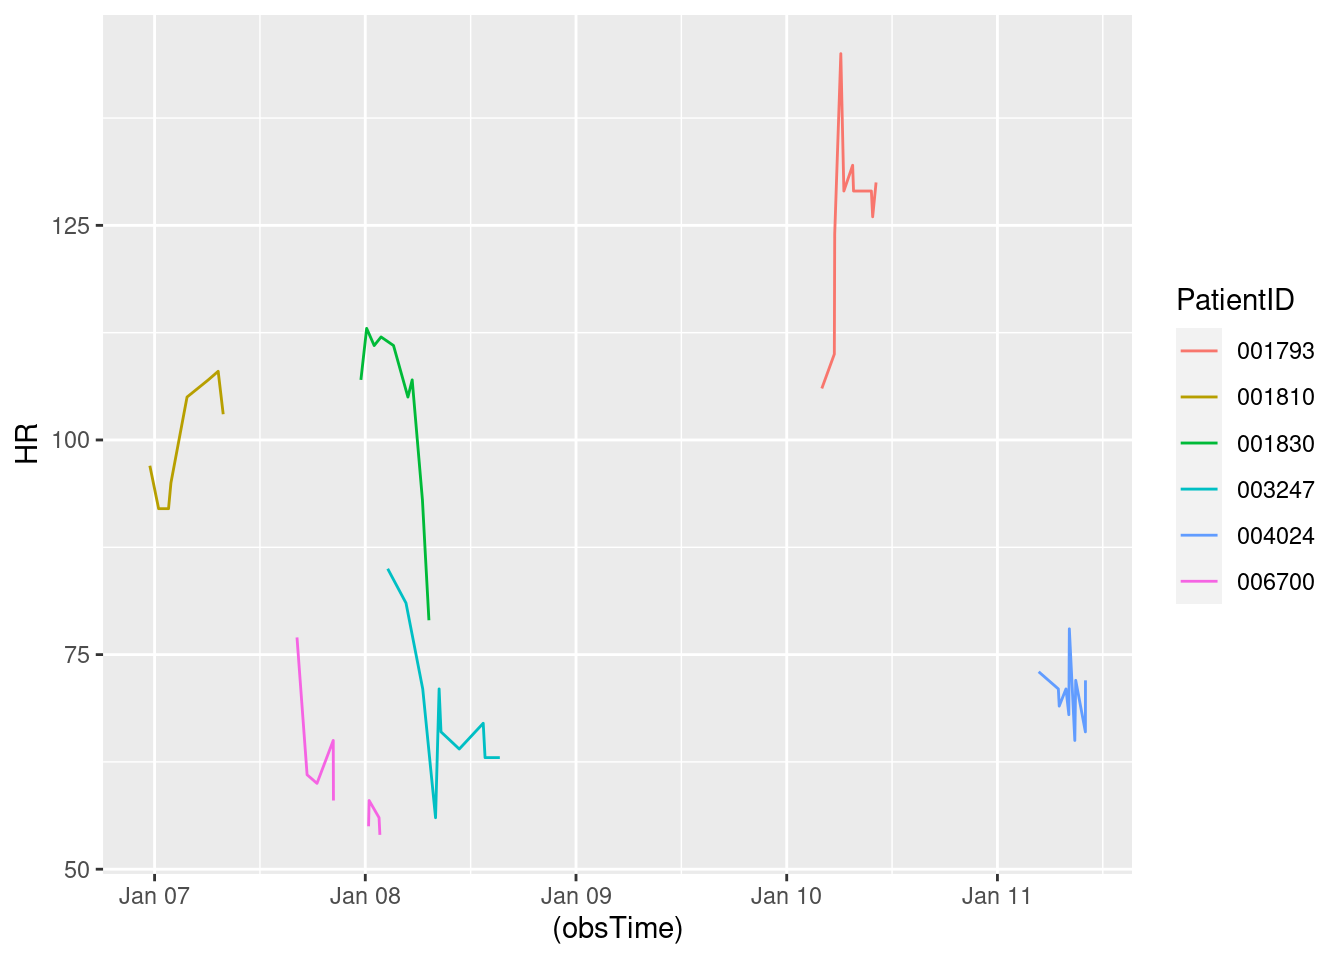 125
100
75
50
HR
Jan 07
Jan 08
Jan 09
Jan 10
Jan 11
(obsTime)
PatientID
001793
001810
001830
003247
004024
006700